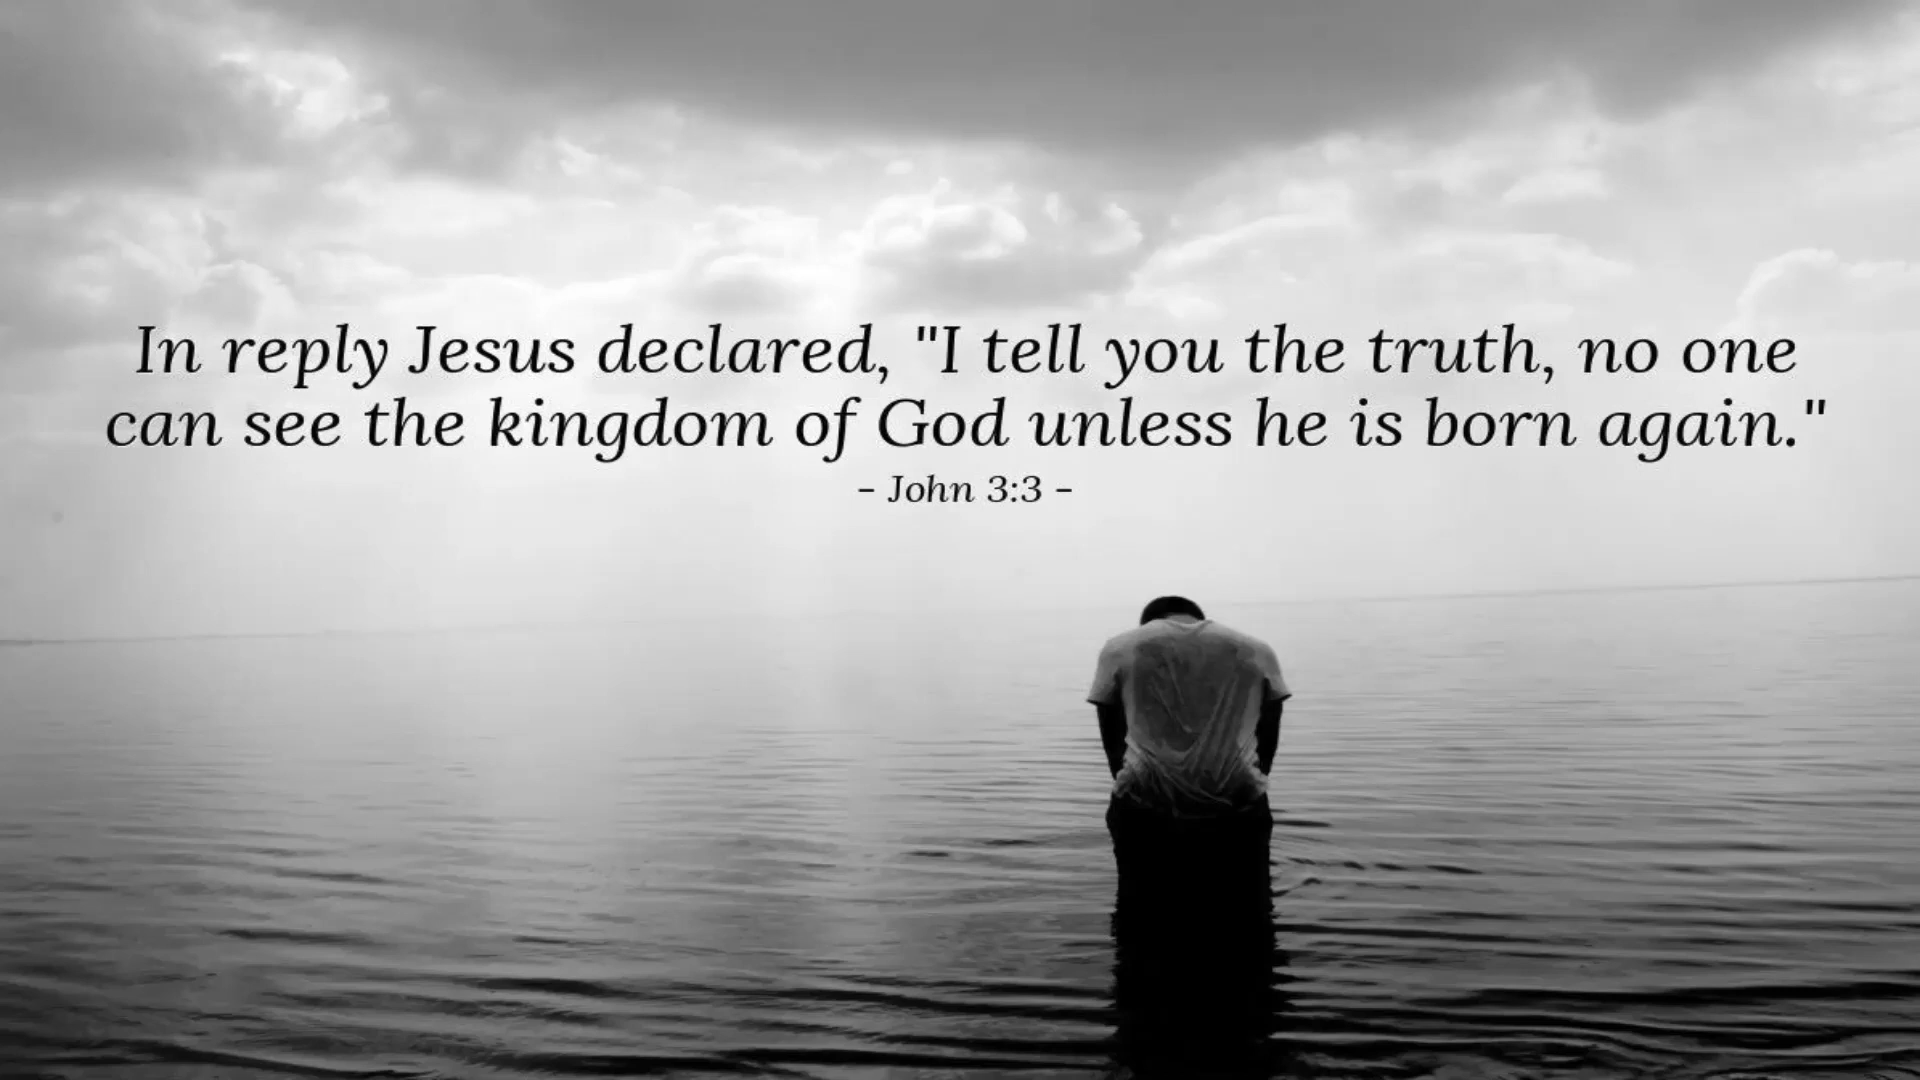 In reply Jesus declared, "I tell you the truth, no one
can see the kingdom of God unless he is born again."
- John 3:3 -